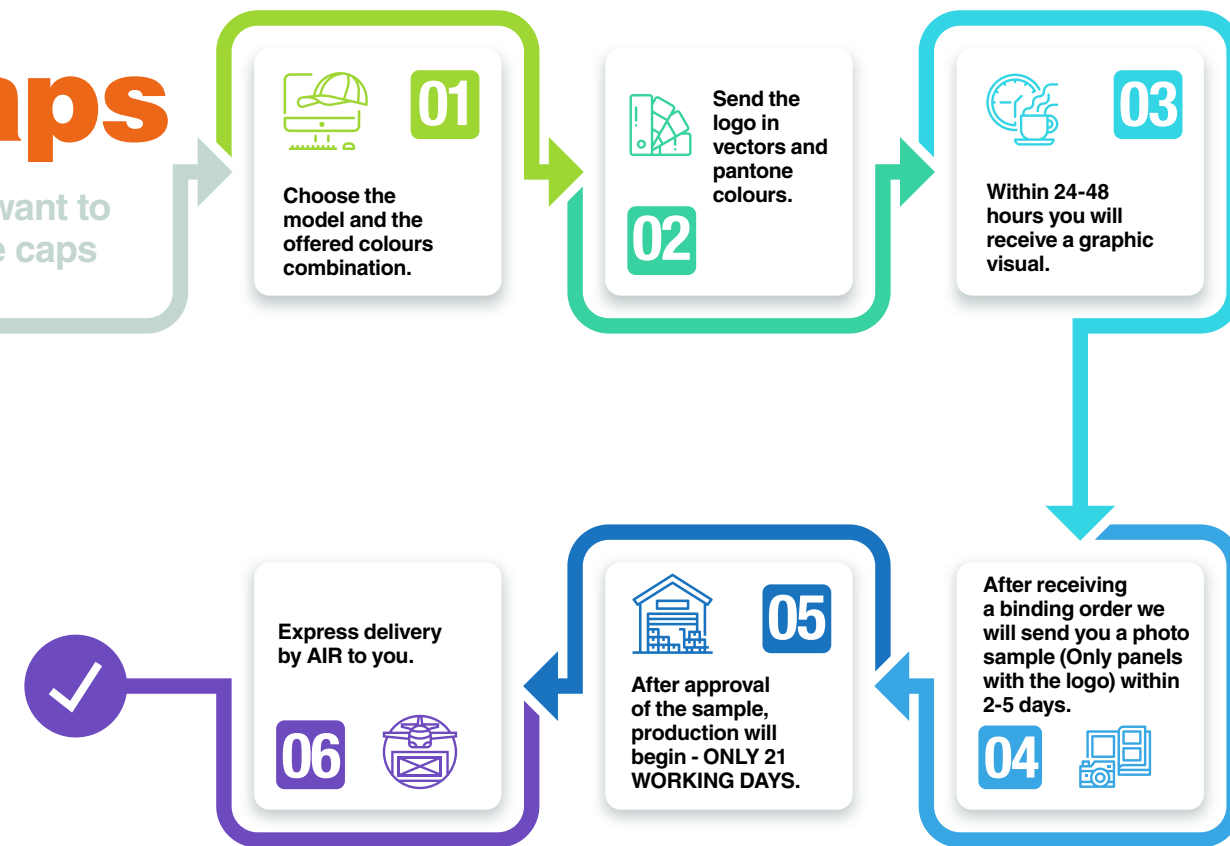 aps
want to
e caps
01
Choose the
model and the
offered colours
combination.
Send the
logo in
vectors and
pantone
colours.
02
03
Within 24-48
hours you will
receive a graphic
visual.
After receiving
a binding order we
will send you a photo
sample (Only panels
with the logo) within
2-5 days.
04
05
After approval
of the sample,
production will
begin - ONLY 21
WORKING DAYS.
Express delivery
by AIR to you.
06